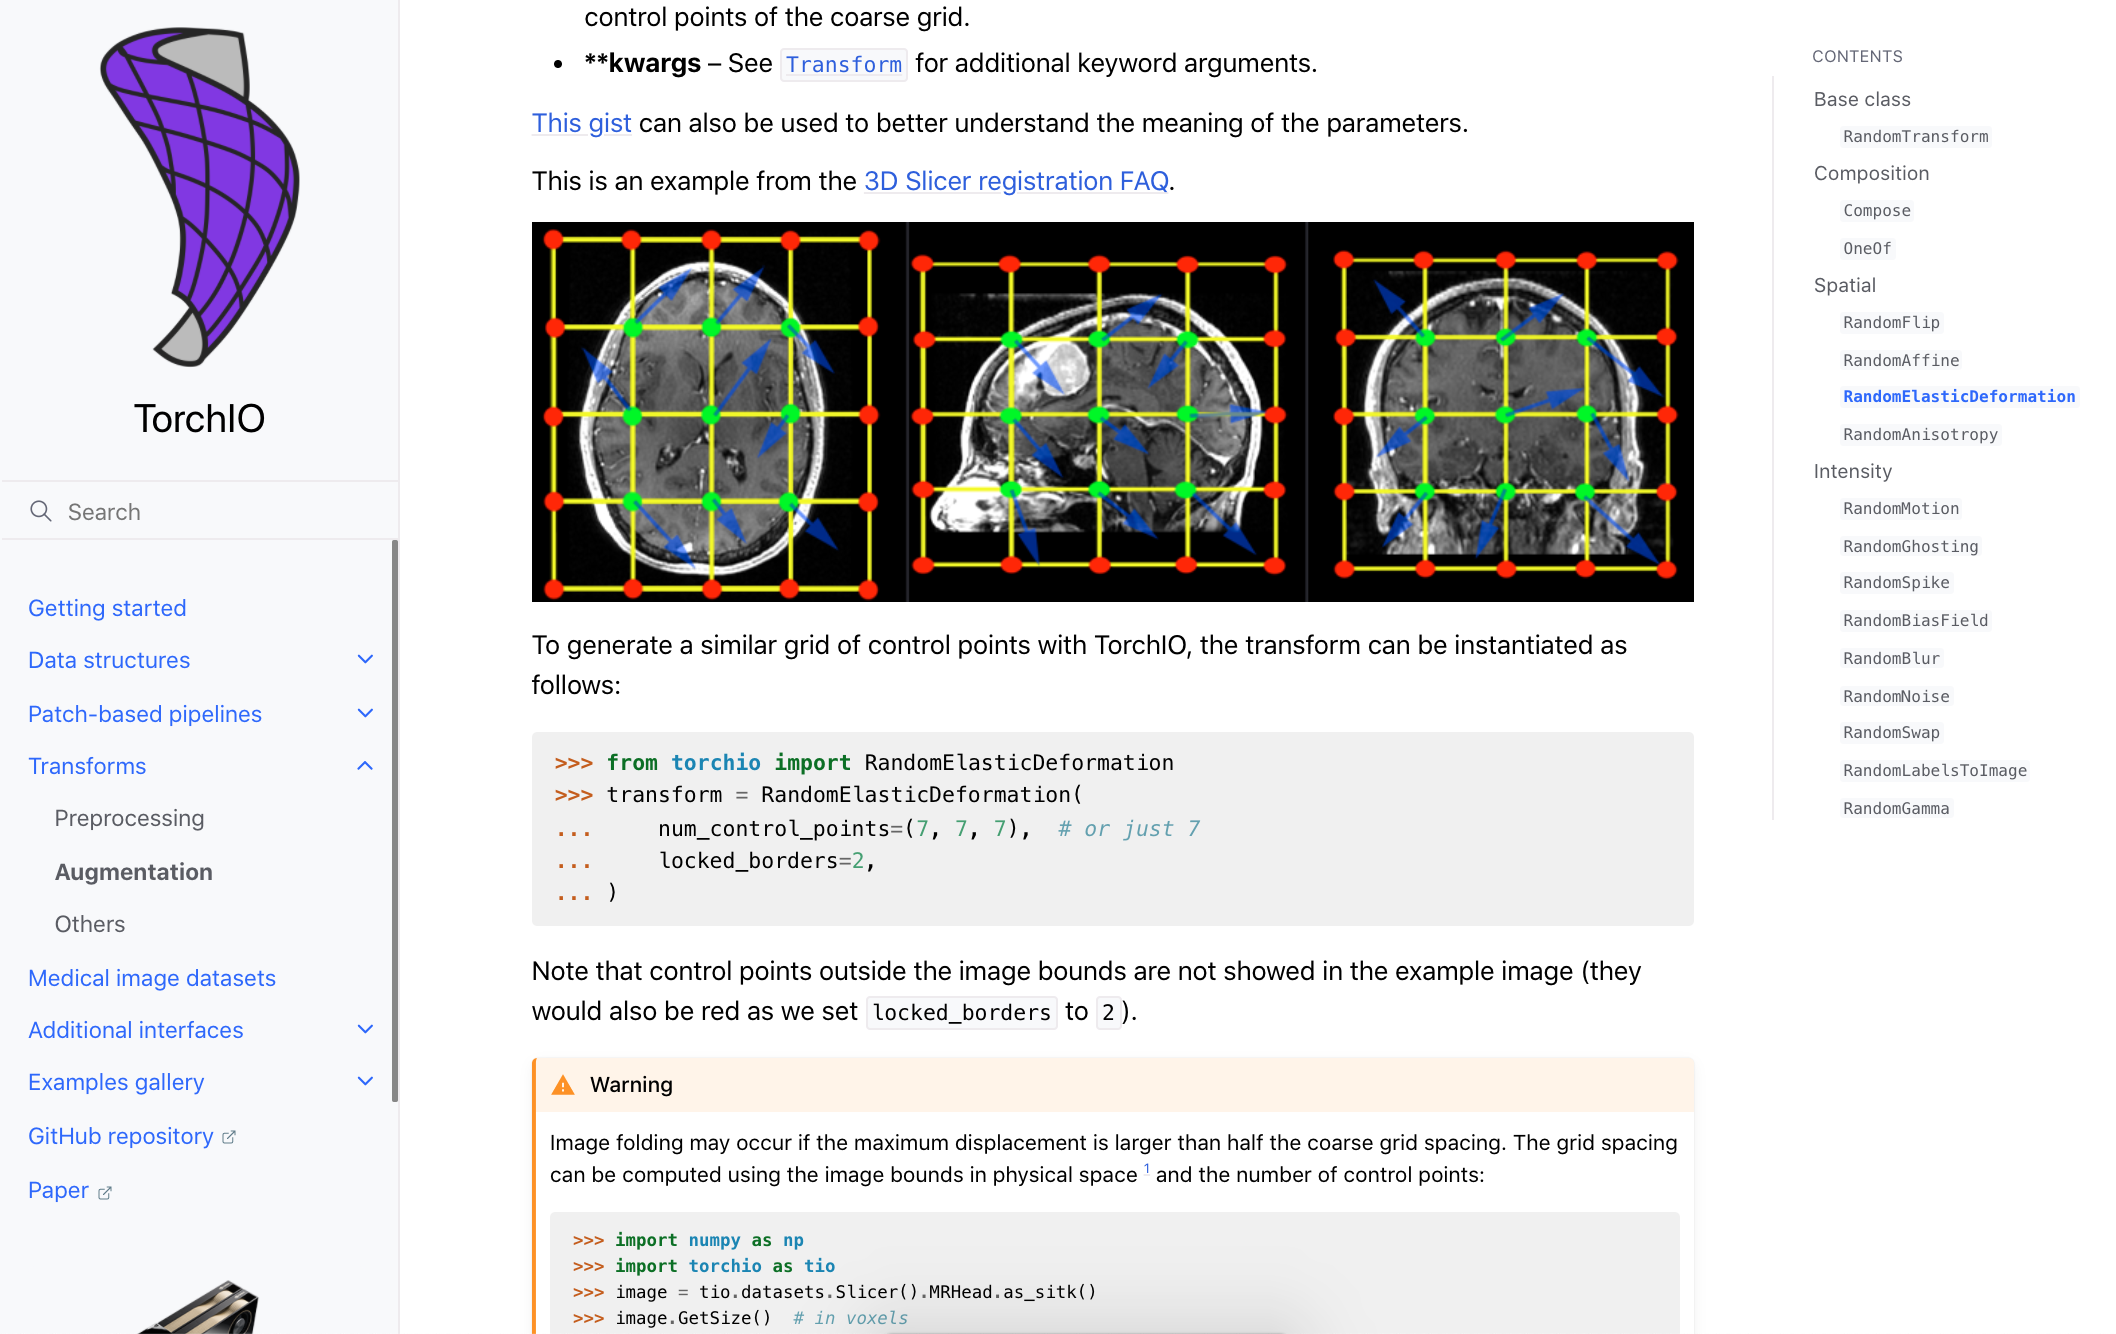 TorchIO
Search
Getting started
Data structures
Patch-based pipelines
Transforms
Preprocessing
Augmentation
Others
Medical image datasets
Additional interfaces
Examples gallery
GitHub repository
Paper
control points of the coarse grid.
• **kwargs – See Transform for additional keyword arguments.
This gist can also be used to better understand the meaning of the parameters.
This is an example from the 3D Slicer registration FAQ.
To generate a similar grid of control points with TorchIO, the transform can be instantiated as
follows:
>>> from torchio import RandomElasticDeformation
>>> transform = RandomElasticDeformation(
...     num_control_points=(7, 7, 7),  # or just 7
...     locked_borders=2,
... )
Note that control points outside the image bounds are not showed in the example image (they
would also be red as we set locked_borders to 2).
Warning
Image folding may occur if the maximum displacement is larger than half the coarse grid spacing. The grid spacing
can be computed using the image bounds in physical space 1 and the number of control points:
>>> import numpy as np
>>> import torchio as tio
>>> image = tio.datasets.Slicer().MRHead.as_sitk()
>>> image.GetSize()  # in voxels
CONTENTS
Base class
RandomTransform
Composition
Compose
OneOf
Spatial
RandomFlip
RandomAffine
RandomElasticDeformation
RandomAnisotropy
Intensity
RandomMotion
RandomGhosting
RandomSpike
RandomBiasField
RandomBlur
RandomNoise
RandomSwap
RandomLabelsToImage
RandomGamma